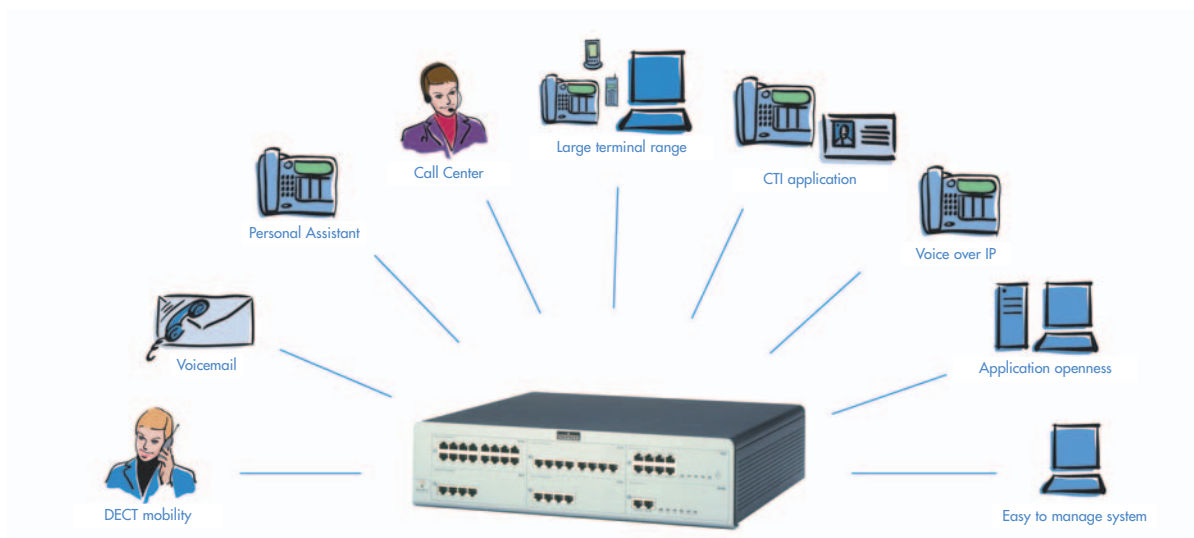 Large terminal range
Call Center
CTI application
Personal Assistant
Voice over IP
Voicemail
Application openness
DECT mobility
Easy to manage system